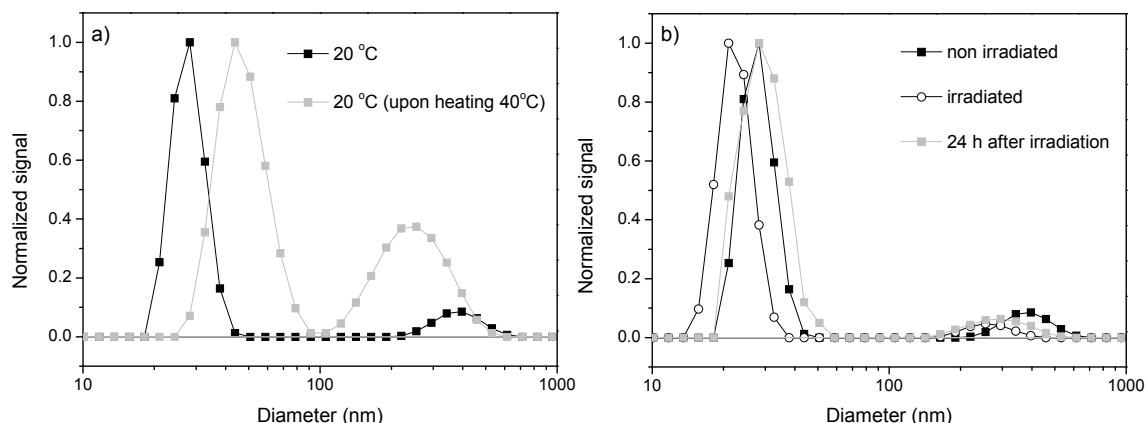 a)
20 °C
20 °C (upon heating 40°C)
1.0
0.8
0.6
0.4
0.2
0.0
Normalized signal
10 100 1000
Diameter (nm)
b)
non irradiated
irradiated
24 h after irradiation
1.0
0.8
0.6
0.4
0.2
0.0
Normalized signal
10 100 1000
Diameter (nm)